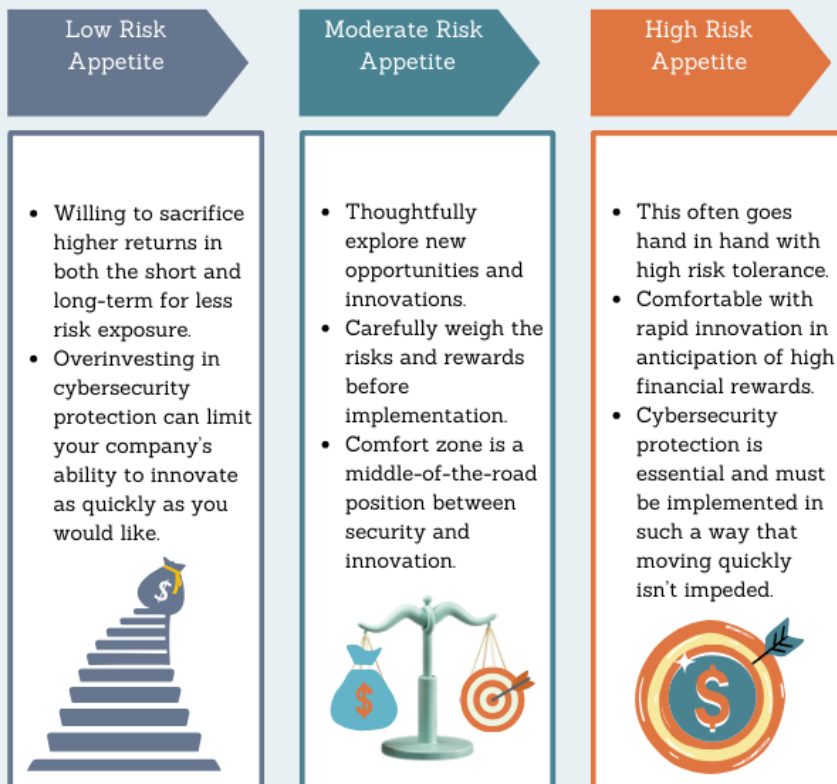 Low Risk
Appetite
Moderate Risk
Appetite
High Risk
Appetite
• Willing to sacrifice
higher returns in
both the short and
long-term for less
risk exposure.
• Overinvesting in
cybersecurity
protection can limit
your company's
ability to innovate
as quickly as you
would like.
$
• Thoughtfully
explore new
opportunities and
innovations.
• Carefully weigh the
risks and rewards
before
implementation.
• Comfort zone is a
middle-of-the-road
position between
security and
innovation.
$
• This often goes
hand in hand with
high risk tolerance.
• Comfortable with
rapid innovation in
anticipation of high
financial rewards.
• Cybersecurity
protection is
essential and must
be implemented in
such a way that
moving quickly
isn't impeded.
$